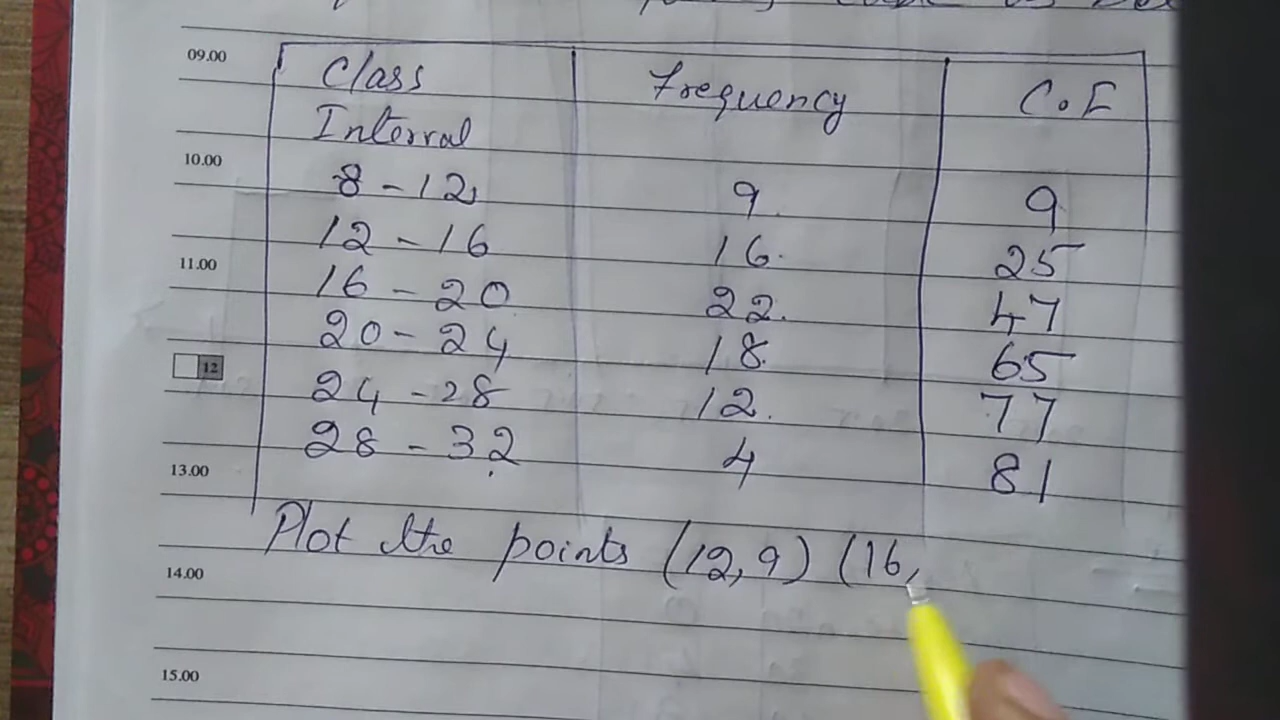 09.00
Class Frequency C.F
Interval
10.00
8 - 12 9 9
12 - 16 16 25
11.00
16 - 20 22 47
20 - 24 18 65
12
24 - 28 12 77
28 - 32 4 81
13.00
Plot the points (12,9) (16,
14.00
15.00